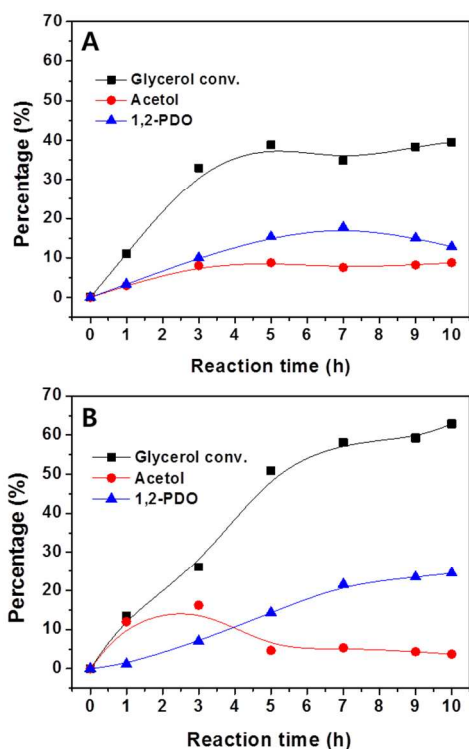 A
Glycerol conv.
Acetol
1,2-PDO
Percentage (%)
70
60
50
40
30
20
10
0
0 1 2 3 4 5 6 7 8 9 10
Reaction time (h)
B
Glycerol conv.
Acetol
1,2-PDO
Percentage (%)
70
60
50
40
30
20
10
0
0 1 2 3 4 5 6 7 8 9 10
Reaction time (h)